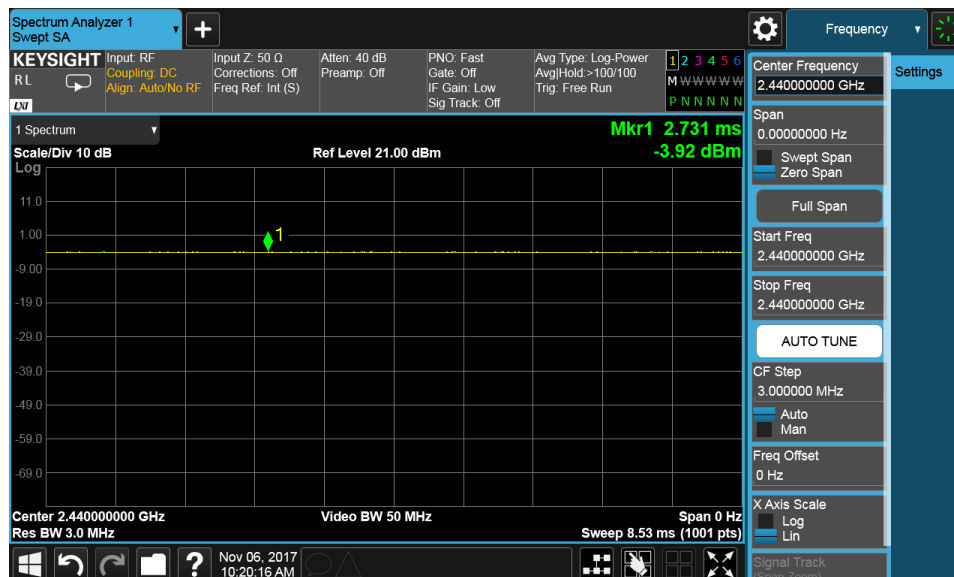 Spectrum Analyzer 1
Swept SA
Frequency
KEYSIGHT
R L
LXI
Input: RF
Coupling: DC
Align: Auto/No RF
Input Z: 50 Ω
Corrections: Off
Freq Ref: Int (S)
Atten: 40 dB
Preamp: Off
PNO: Fast
Gate: Off
IF Gain: Low
Sig Track: Off
Avg Type: Log-Power
Avg|Hold:>100/100
Trig: Free Run
1 2 3 4 5 6
M W W W W W
P N N N N N
1 Spectrum
Scale/Div 10 dB
Ref Level 21.00 dBm
Mkr1 2.731 ms
-3.92 dBm
Log
11.0
1.00
-9.00
-19.0
-29.0
-39.0
-49.0
-59.0
-69.0
1
Center 2.440000000 GHz
Res BW 3.0 MHz
Video BW 50 MHz
Span 0 Hz
Sweep 8.53 ms (1001 pts)
?
Nov 06, 2017
10:20:16 AM
Center Frequency
2.440000000 GHz
Span
0.00000000 Hz
Swept Span
Zero Span
Full Span
Start Freq
2.440000000 GHz
Stop Freq
2.440000000 GHz
AUTO TUNE
CF Step
3.000000 MHz
Auto
Man
Freq Offset
0 Hz
X Axis Scale
Log
Lin
Signal Track
(Span Zoom)
Settings